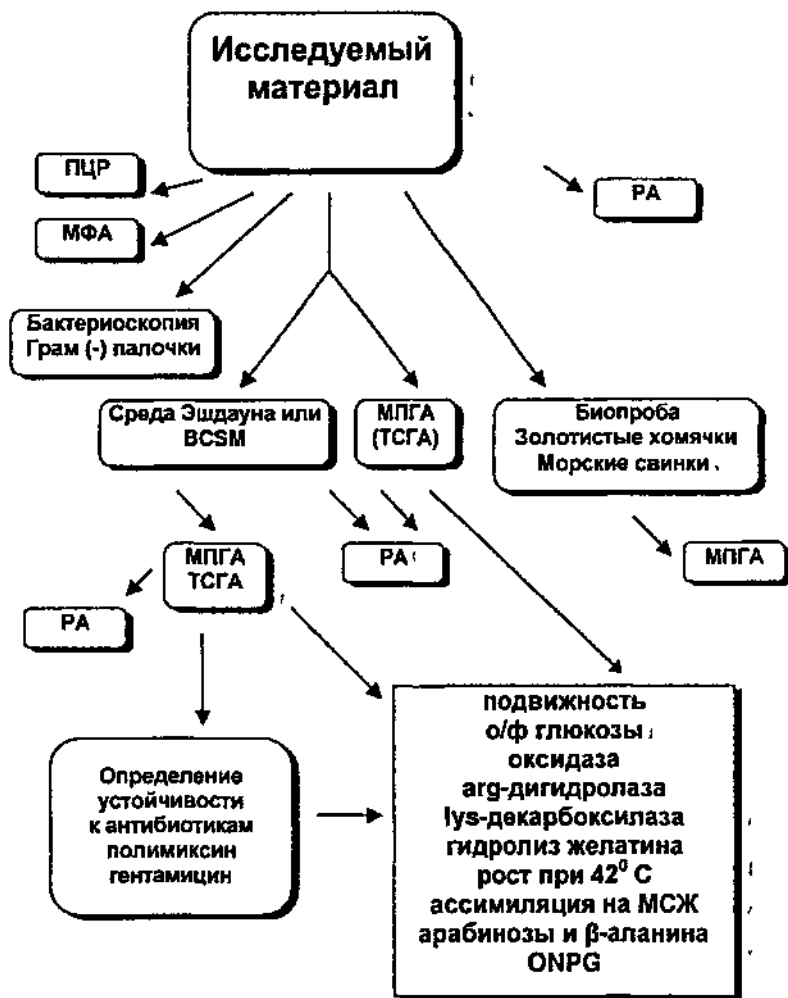 Исследуемый
материал
ПЦР
РА
МФА
Бактериоскопия
Грам (-) палочки
Среда Эшдауна или
BCSM
МПГА
(ТСГА)
Биопроба
Золотистые хомячки
Морские свинки
МПГА
ТСГА
РА
МПГА
РА
Определение
устойчивости
к антибиотикам
полимиксин
гентамицин
подвижность
о/ф глюкозы
оксидаза
arg-дигидролаза
lys-декарбоксилаза
гидролиз желатина
рост при 42⁰ С
ассимиляция на МСЖ
арабинозы и β-аланина
ONPG